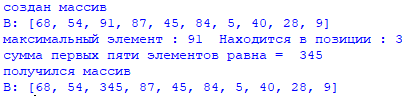 создан массив
B: [68, 54, 91, 87, 45, 84, 5, 40, 28, 9]
максимальный элемент : 91  Находится в позиции : 3
сумма первых пяти элементов равна =  345
получился массив
B: [68, 54, 345, 87, 45, 84, 5, 40, 28, 9]